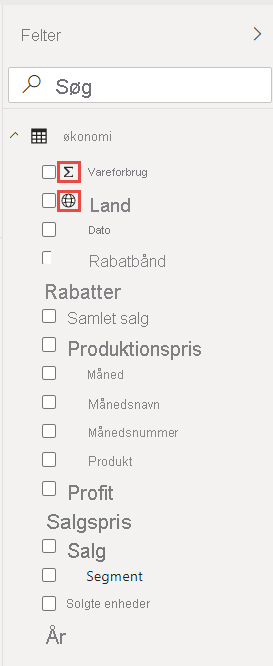 Felter
Søg
økonomi
Σ Vareforbrug
Land
Dato
Rabatbånd
Rabatter
Samlet salg
Produktionspris
Måned
Månedsnavn
Månedsnummer
Produkt
Profit
Salgspris
Salg
Segment
Solgte enheder
År